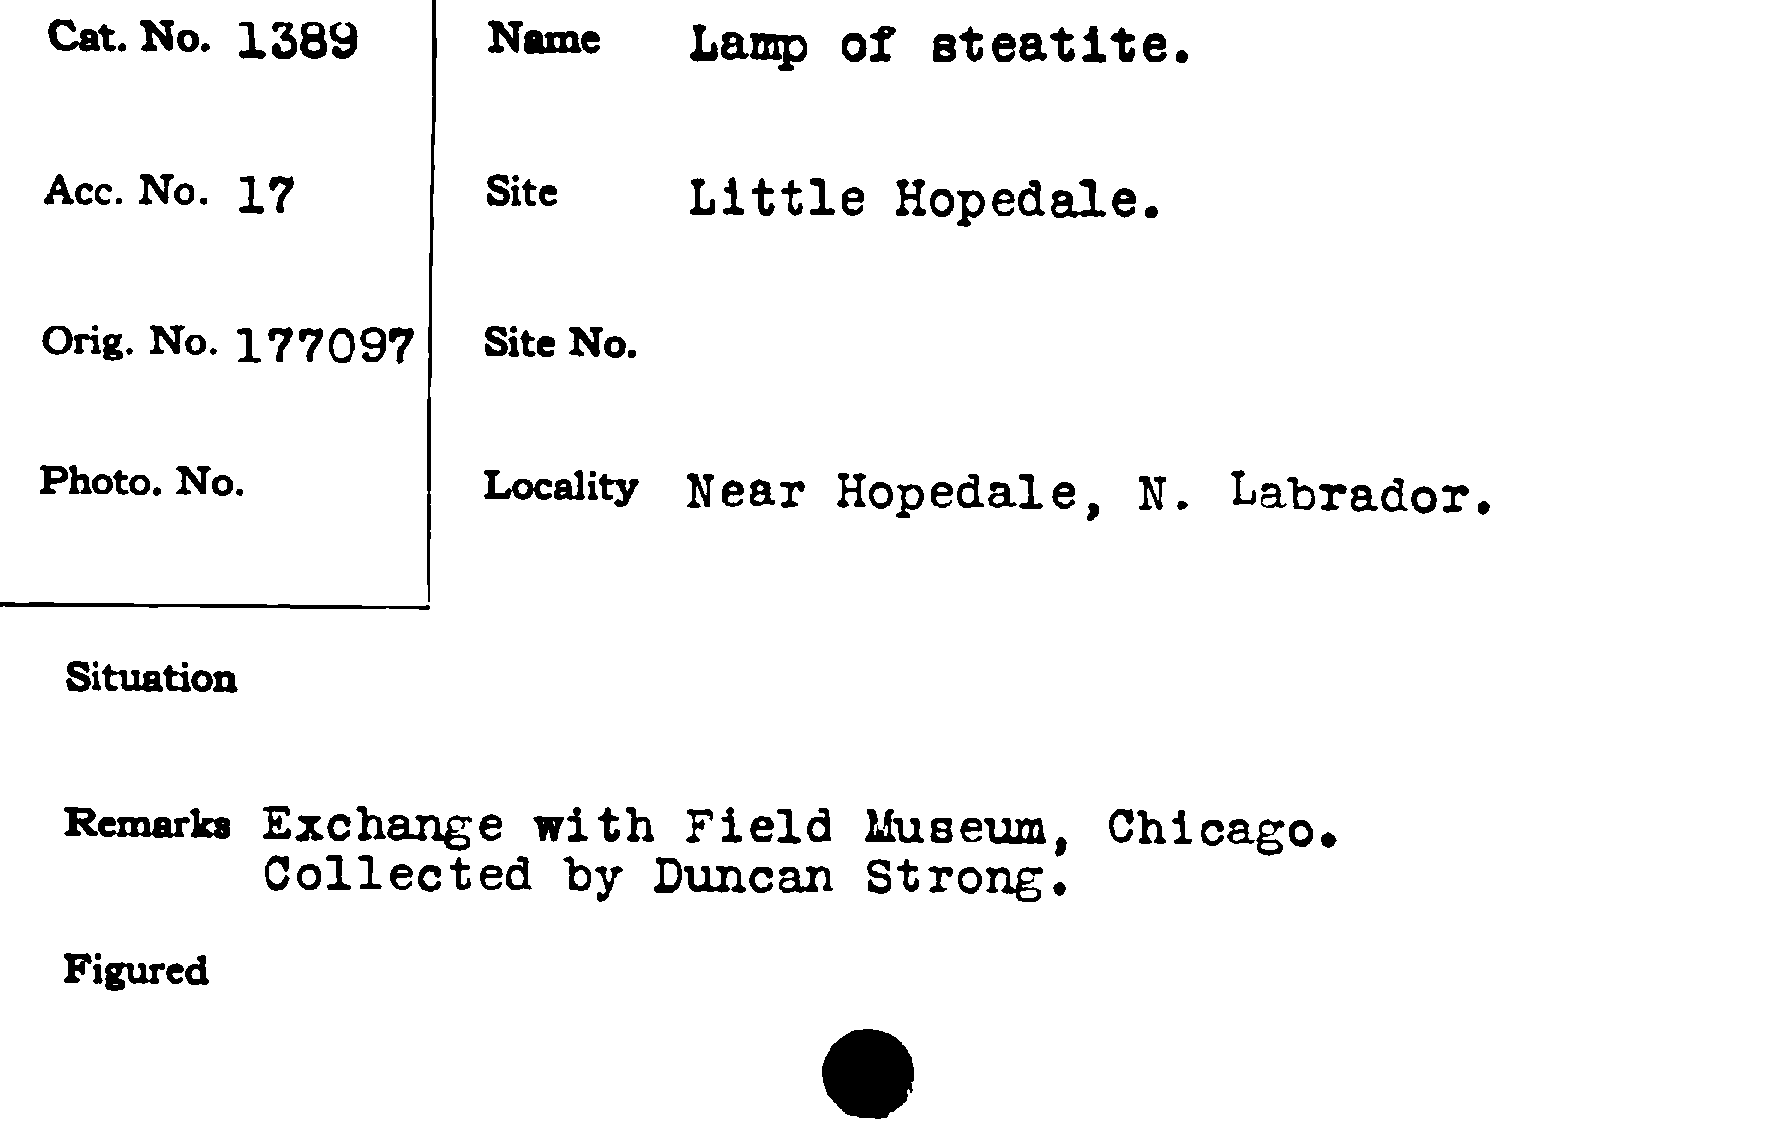 Cat. No. 1389
Name Lamp of steatite.
Acc. No. 17
Site Little Hopedale.
Orig. No. 177097
Site No.
Photo. No.
Locality Near Hopedale, N. Labrador.
Situation
Remarks Exchange with Field Museum, Chicago.
Collected by Duncan Strong.
Figured